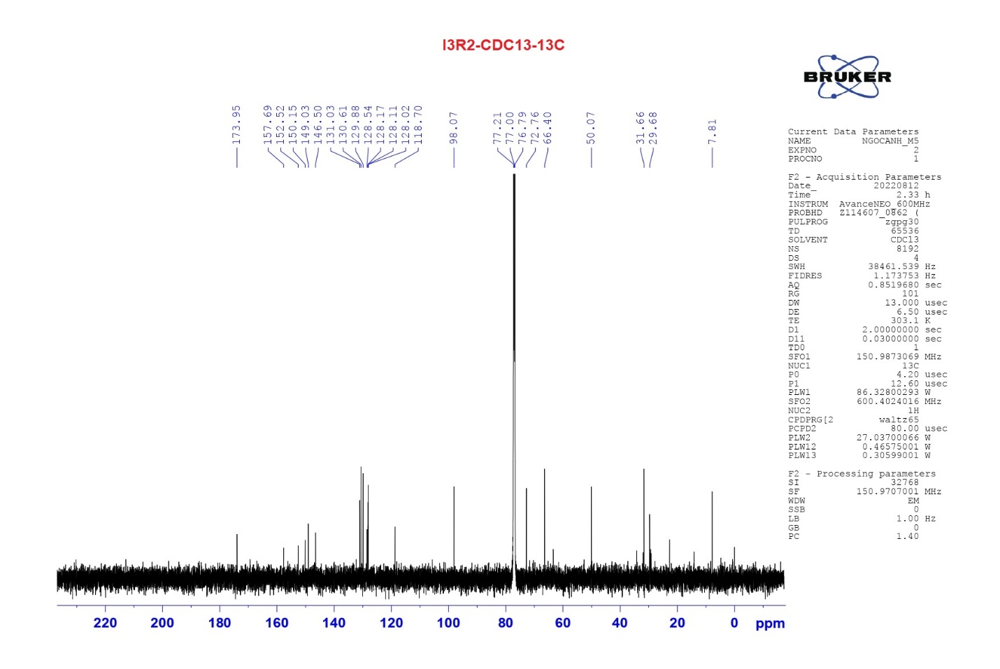 I3R2-CDC13-13C
BRUKER
173.95
157.69
152.52
150.15
149.03
146.50
131.03
130.61
129.88
128.54
128.17
128.11
128.02
118.70
98.07
77.21
77.00
76.79
72.76
66.40
50.07
31.66
29.68
7.81
Current Data Parameters
NAME NGOCANH_M5
EXPNO 2
PROCNO 1
F2 - Acquisition Parameters
Date_ 20220812
Time 2.33 h
INSTRUM AvanceNEO 600MHz
PROBHD Z114607_0862 (
PULPROG zgpg30
TD 65536
SOLVENT CDCl3
NS 8192
DS 4
SWH 38461.539 Hz
FIDRES 1.173753 Hz
AQ 0.8519680 sec
RG 101
DW 13.000 usec
DE 6.50 usec
TE 303.1 K
D1 2.00000000 sec
D11 0.03000000 sec
TD0 1
SFO1 150.9873069 MHz
NUC1 13C
P0 4.20 usec
P1 12.60 usec
PLW1 86.32800293 W
SFO2 600.4024016 MHz
NUC2 1H
CPDPRG[2 waltz65
PCPD2 80.00 usec
PLW2 27.03700066 W
PLW12 0.46575001 W
PLW13 0.30599001 W
F2 - Processing parameters
SI 32768
SF 150.9707001 MHz
WDW EM
SSB 0
LB 1.00 Hz
GB 0
PC 1.40
220 200 180 160 140 120 100 80 60 40 20 0 ppm